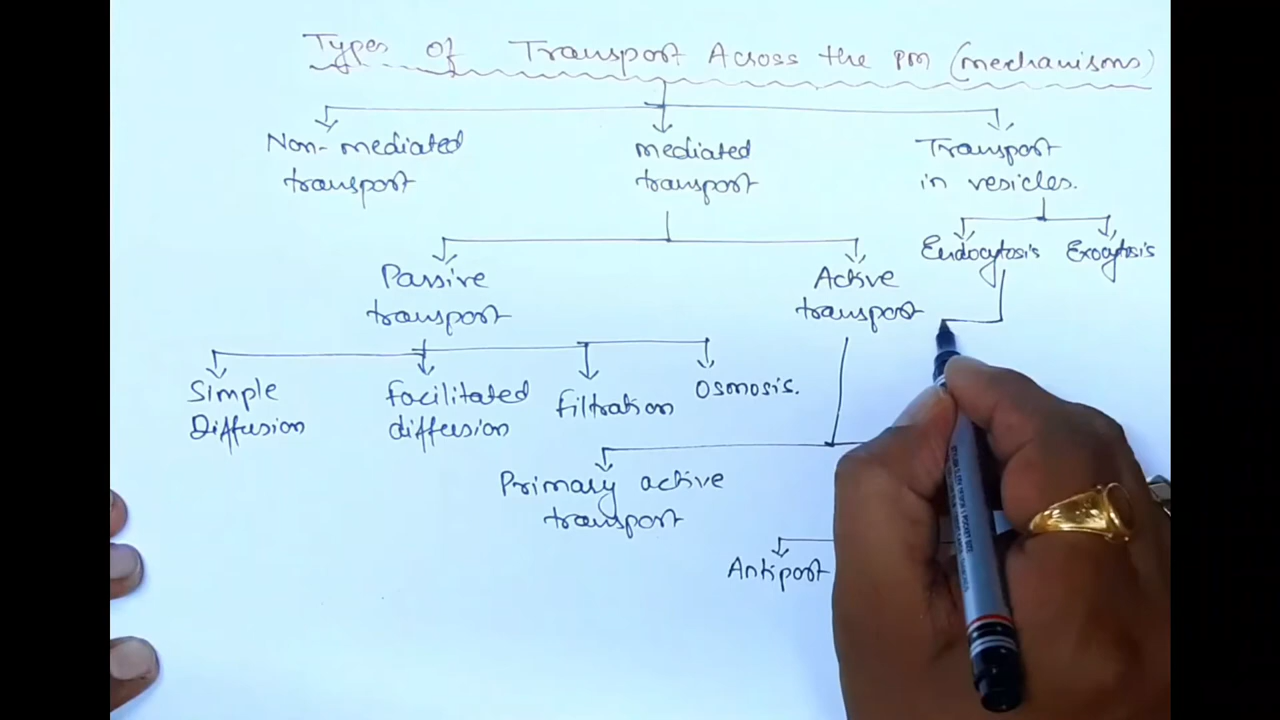 Types of Transport Across the PM (mechanisms)
Non-mediated
transport
mediated
transport
Transport
in vesicles.
Endocytosis
Exocytosis
Passive
transport
Active
transport
Simple
Diffusion
facilitated
diffusion
filtration
Osmosis.
Primary active
transport
Antiport